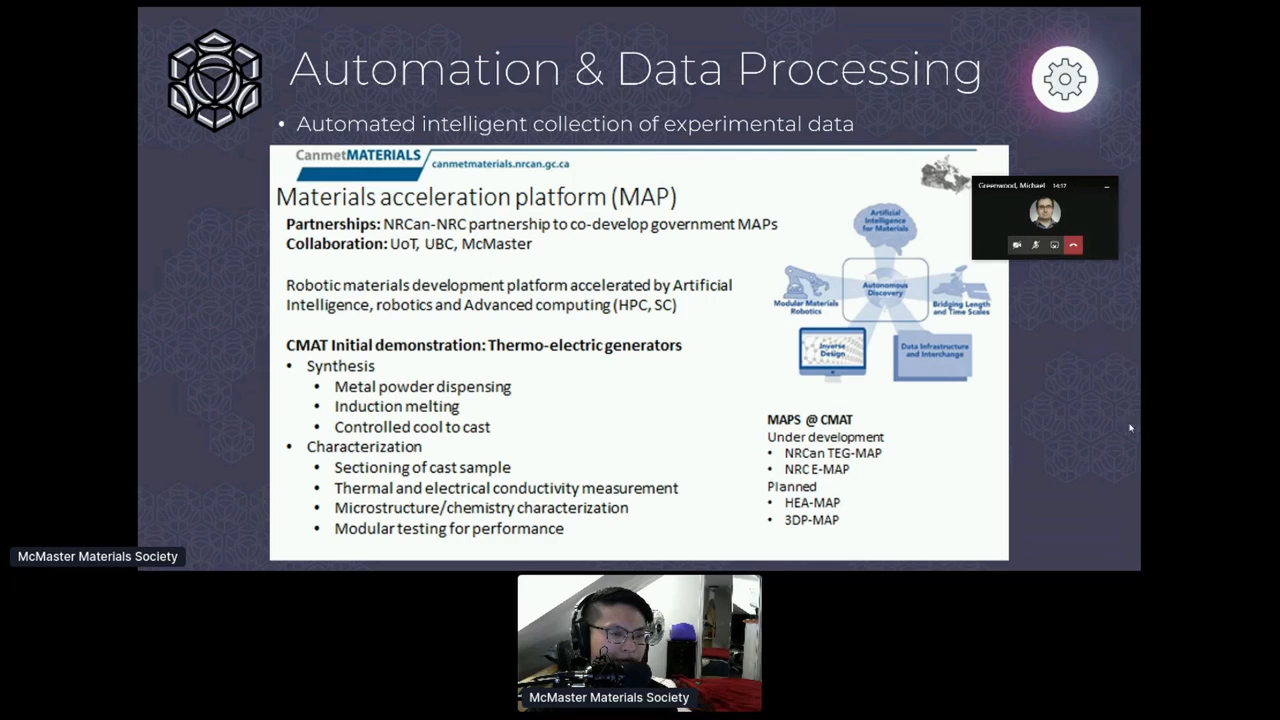 Automation & Data Processing
• Automated intelligent collection of experimental data
CanmetMATERIALS
canmetmaterials.nrcan.gc.ca
Materials acceleration platform (MAP)
Partnerships: NRCan-NRC partnership to co-develop government MAPs
Collaboration: UoT, UBC, McMaster
Robotic materials development platform accelerated by Artificial
Intelligence, robotics and Advanced computing (HPC, SC)
CMAT Initial demonstration: Thermo-electric generators
• Synthesis
• Metal powder dispensing
• Induction melting
• Controlled cool to cast
• Characterization
• Sectioning of cast sample
• Thermal and electrical conductivity measurement
• Microstructure/chemistry characterization
• Modular testing for performance
Artificial
Intelligence
for Materials
Autonomous
Discovery
Modular Materials
Robotics
Bridging Length
and Time Scales
Inverse
Design
Data Infrastructure
and Interchange
MAPS @ CMAT
Under development
• NRCan TEG-MAP
• NRC E-MAP
Planned
• HEA-MAP
• 3DP-MAP
Greenwood, Michael 14:17
McMaster Materials Society
McMaster Materials Society